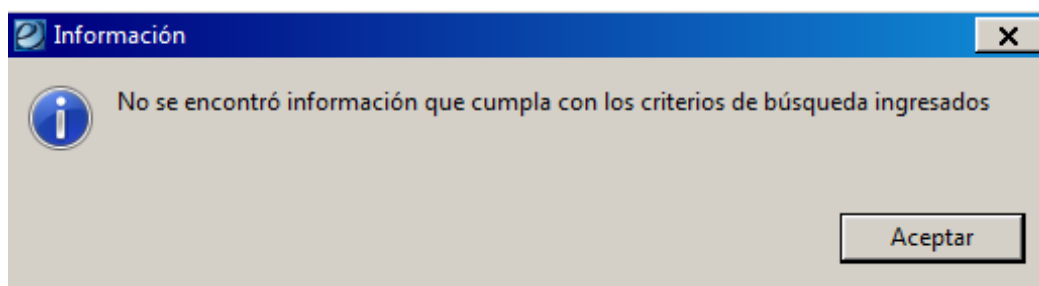 Información
No se encontró información que cumpla con los criterios de búsqueda ingresados
Aceptar